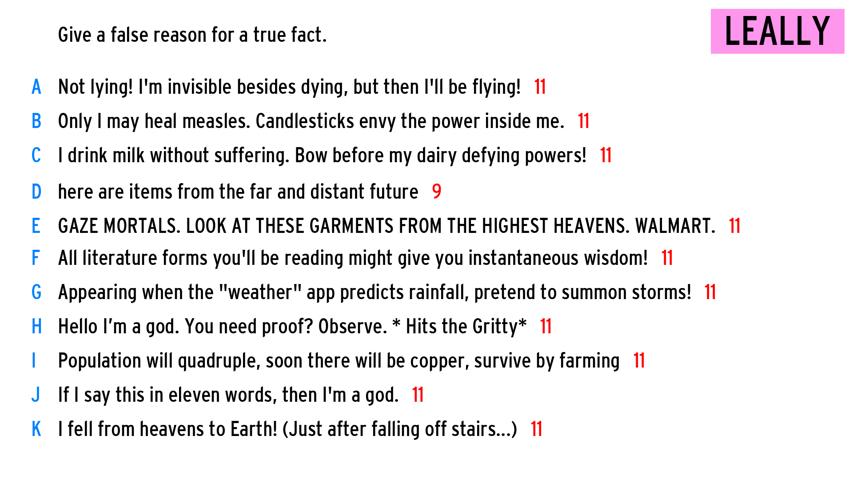 Give a false reason for a true fact.
LEALLY
A Not lying! I'm invisible besides dying, but then I'll be flying! 11
B Only I may heal measles. Candlesticks envy the power inside me. 11
C I drink milk without suffering. Bow before my dairy defying powers! 11
D here are items from the far and distant future 9
E GAZE MORTALS. LOOK AT THESE GARMENTS FROM THE HIGHEST HEAVENS. WALMART. 11
F All literature forms you'll be reading might give you instantaneous wisdom! 11
G Appearing when the "weather" app predicts rainfall, pretend to summon storms! 11
H Hello I'm a god. You need proof? Observe. * Hits the Gritty* 11
I Population will quadruple, soon there will be copper, survive by farming 11
J If I say this in eleven words, then I'm a god. 11
K I fell from heavens to Earth! (Just after falling off stairs...) 11